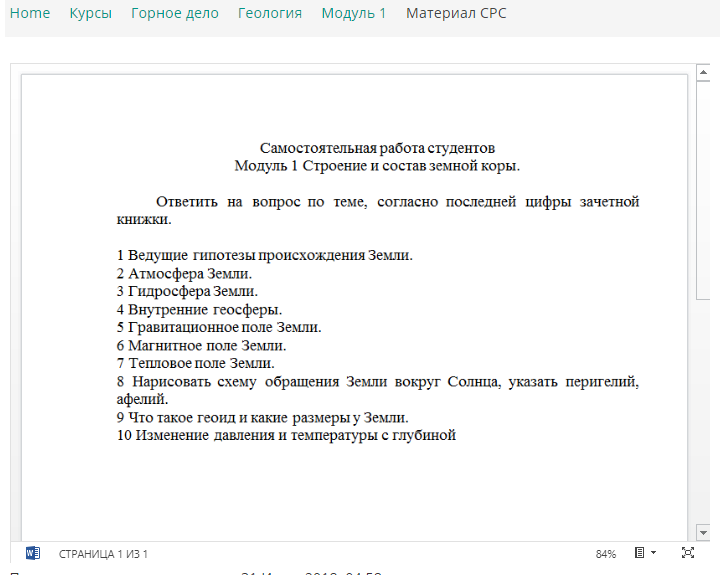 Home Курсы Горное дело Геология Модуль 1 Материал СРС
Самостоятельная работа студентов
Модуль 1 Строение и состав земной коры.
Ответить на вопрос по теме, согласно последней цифры зачетной
книжки.
1 Ведущие гипотезы происхождения Земли.
2 Атмосфера Земли.
3 Гидросфера Земли.
4 Внутренние геосферы.
5 Гравитационное поле Земли.
6 Магнитное поле Земли.
7 Тепловое поле Земли.
8 Нарисовать схему обращения Земли вокруг Солнца, указать перигелий,
афелий.
9 Что такое геоид и какие размеры у Земли.
10 Изменение давления и температуры с глубиной
СТРАНИЦА 1 ИЗ 1 84%